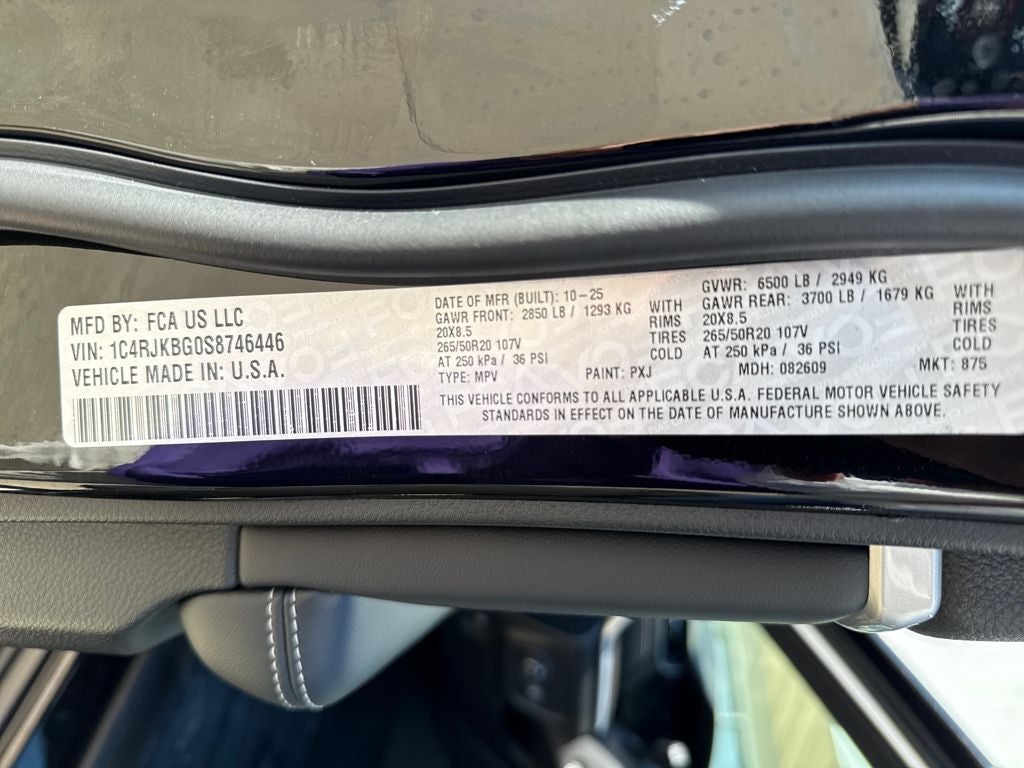 MFD BY: FCA US LLC
VIN: 1C4RJKBG0S8746446
VEHICLE MADE IN: U.S.A.
DATE OF MFR (BUILT): 10-25
GAWR FRONT: 2850 LB / 1293 KG
20X8.5
265/50R20 107V
AT 250 kPa / 36 PSI
WITH
RIMS
TIRES
COLD
GVWR: 6500 LB / 2949 KG
GAWR REAR: 3700 LB / 1679 KG
20X8.5
265/50R20 107V
AT 250 kPa / 36 PSI
WITH
RIMS
TIRES
COLD
TYPE: MPV PAINT: PXJ MDH: 082609 MKT: 875
THIS VEHICLE CONFORMS TO ALL APPLICABLE U.S.A. FEDERAL MOTOR VEHICLE SAFETY
STANDARDS IN EFFECT ON THE DATE OF MANUFACTURE SHOWN ABOVE.